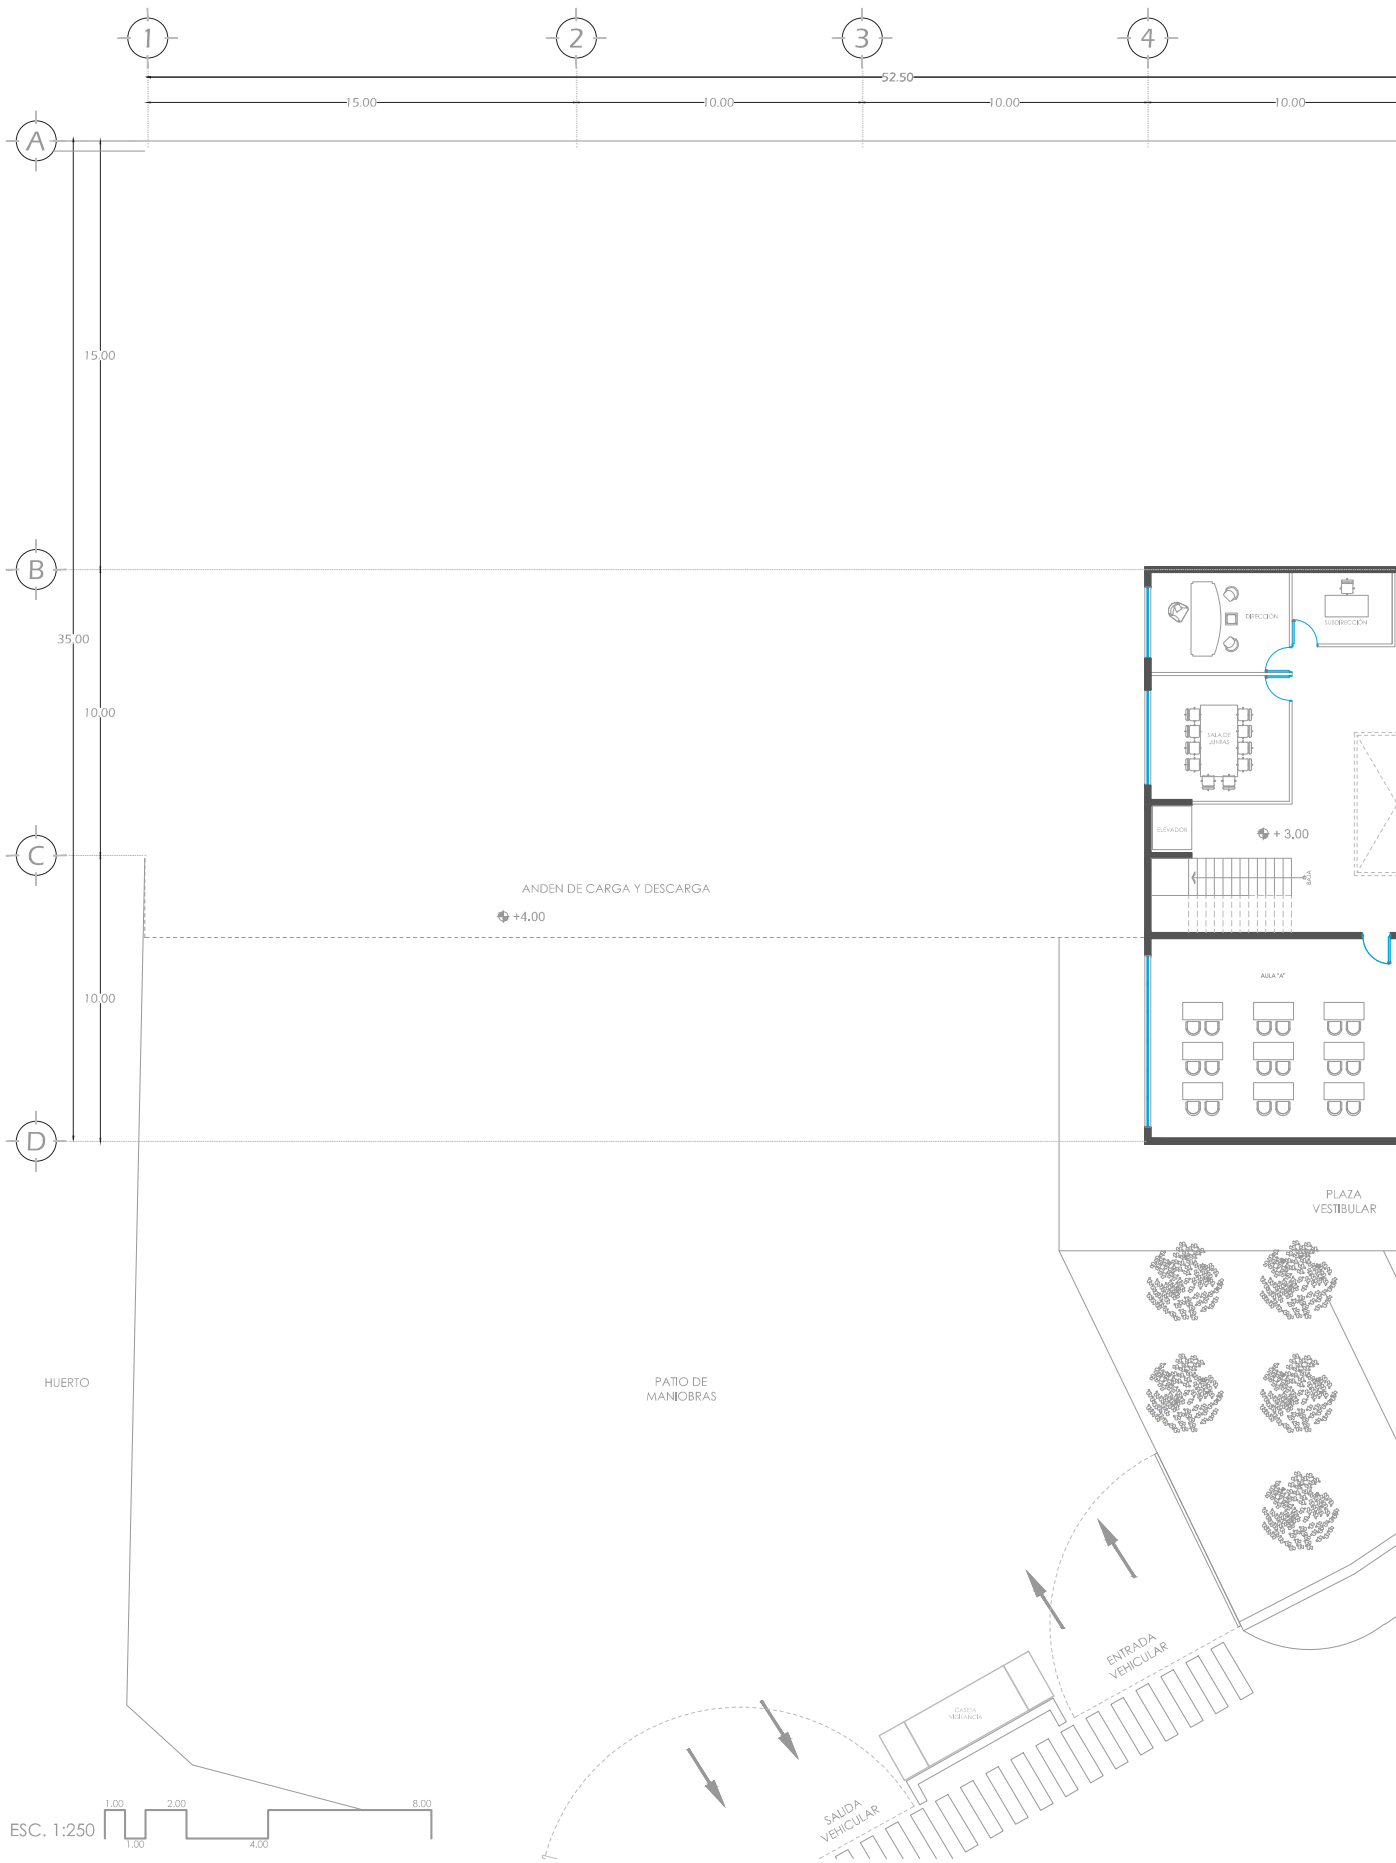 1
2
3
4
52.50
15.00
10.00
10.00
10.00
A
15.00
B
35.00
10.00
C
10.00
D
DIRECCIÓN
SUBDIRECCIÓN
SALA DE
JUNTAS
ELEVADOR
+ 3.00
BAJA
ANDEN DE CARGA Y DESCARGA
+4.00
AULA "A"
PLAZA
VESTIBULAR
HUERTO
PATIO DE
MANIOBRAS
ENTRADA
VEHICULAR
CASETA
VIGILANCIA
SALIDA
VEHICULAR
ESC. 1:250
1.00
2.00
8.00
1.00
4.00